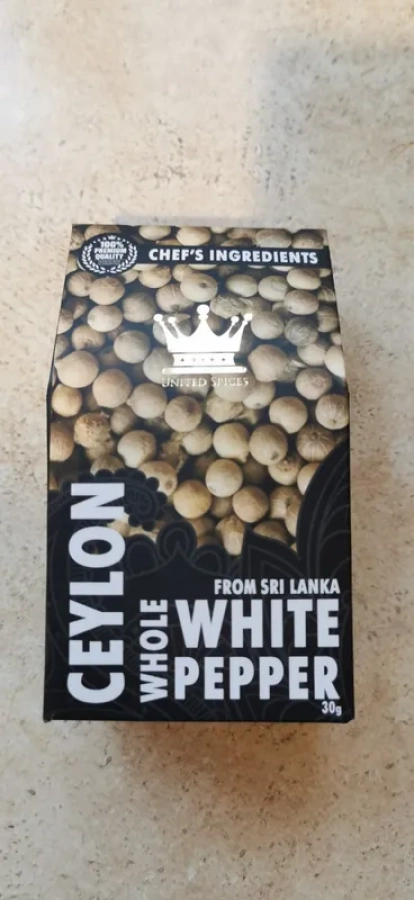 100%
PREMIUM
QUALITY
CHEF'S INGREDIENTS
UNITED SPICES
CEYLON
FROM SRI LANKA
WHOLE
WHITE
PEPPER
30g